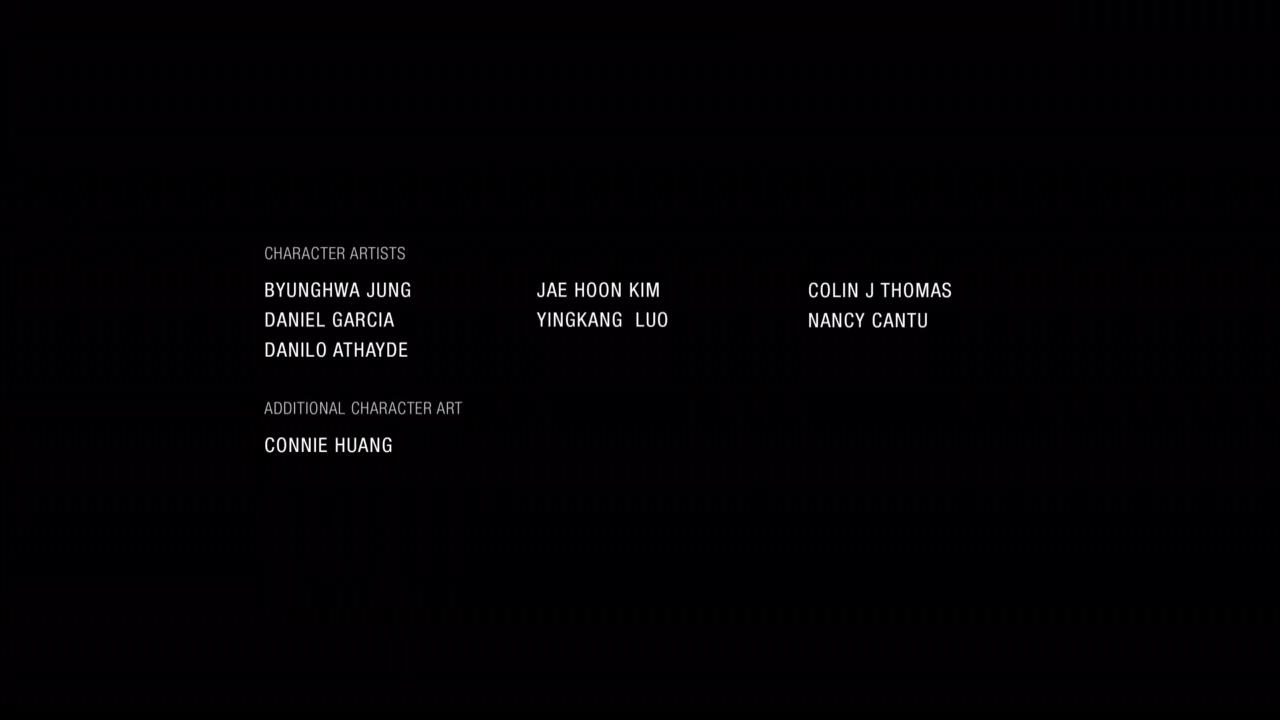 CHARACTER ARTISTS
BYUNGHWA JUNG JAE HOON KIM COLIN J THOMAS
DANIEL GARCIA YINGKANG LUO NANCY CANTU
DANILO ATHAYDE
ADDITIONAL CHARACTER ART
CONNIE HUANG